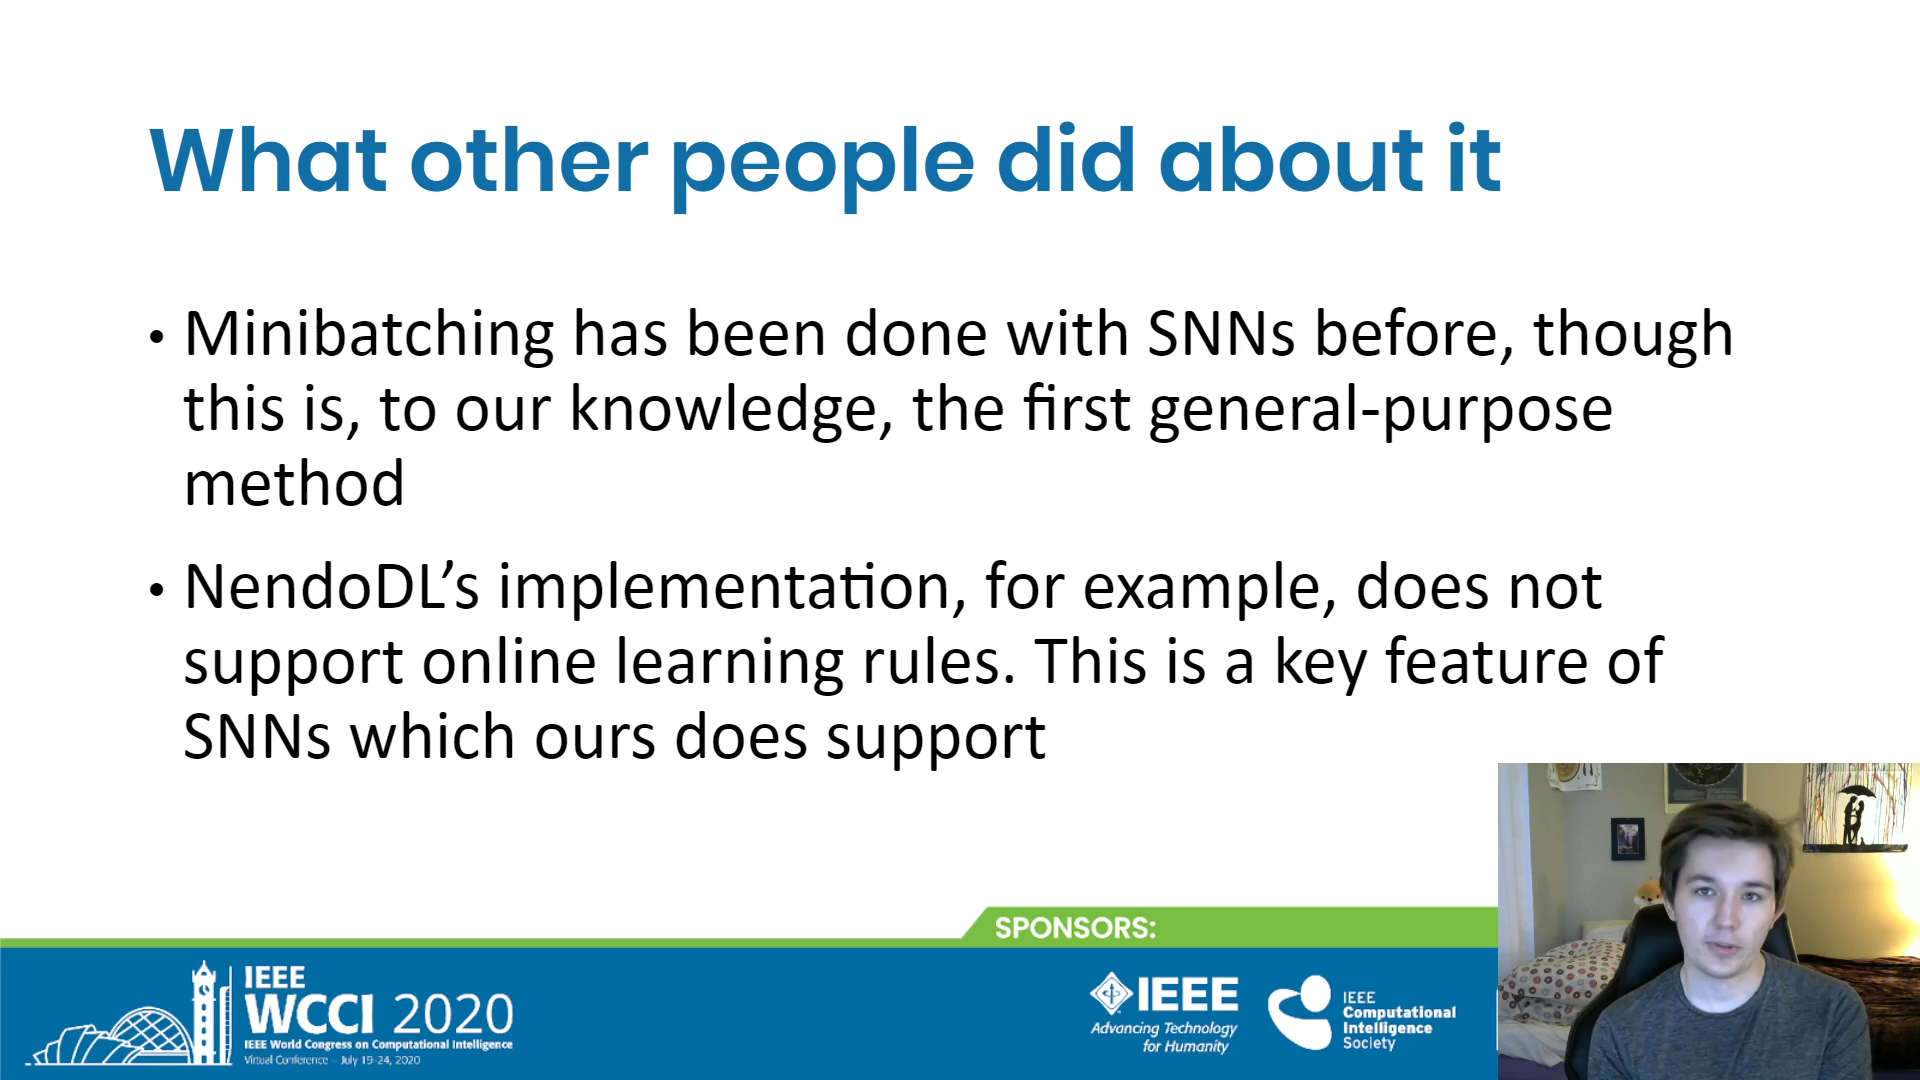 What other people did about it
• Minibatching has been done with SNNs before, though
this is, to our knowledge, the first general-purpose
method
• NendoDL’s implementation, for example, does not
support online learning rules. This is a key feature of
SNNs which ours does support
SPONSORS:
IEEE
WCCI 2020
IEEE World Congress on Computational Intelligence
Virtual Conference – July 19-24, 2020
IEEE
Advancing Technology
for Humanity
IEEE
Computational
Intelligence
Society